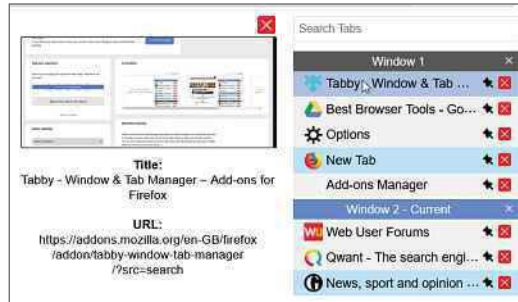 Title:
Tabby - Window & Tab Manager – Add-ons for
Firefox
URL:
https://addons.mozilla.org/en-GB/firefox
/addon/tabby-window-tab-manager
/?src=search
Search Tabs
Window 1
Tabby - Window & Tab ...
Best Browser Tools - Go...
Options
New Tab
Add-ons Manager
Window 2 - Current
WU Web User Forums
Qwant - The search engi...
News, sport and opinion ...